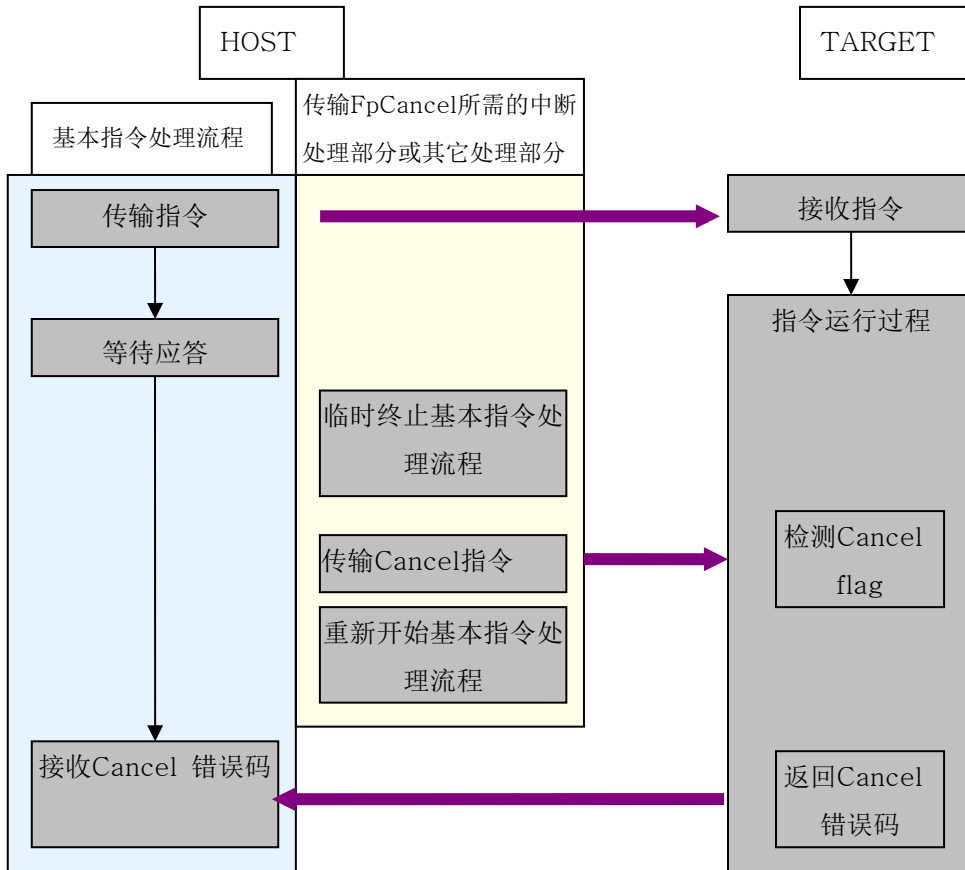 HOST
TARGET
基本指令处理流程
传输FpCancel所需的中断
处理部分或其它处理部分
传输指令
接收指令
等待应答
指令运行过程
临时终止基本指令处
理流程
传输Cancel指令
检测Cancel
flag
重新开始基本指令处
理流程
接收Cancel 错误码
返回Cancel
错误码